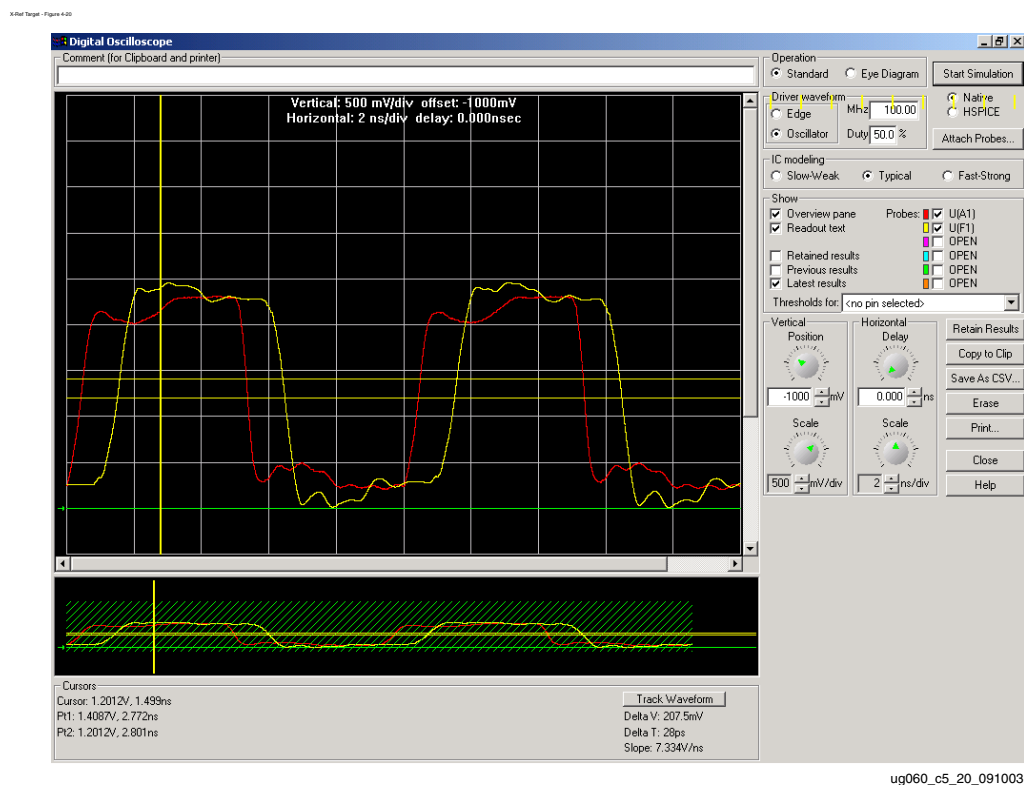 X-Ref Target - Figure 4-20
Digital Oscilloscope
Comment (for Clipboard and printer)
Vertical: 500 mV/div offset: -1000mV
Horizontal: 2 ns/div delay: 0.000nsec
Operation
Standard Eye Diagram
Start Simulation
Driver waveform
Edge
Oscillator
Mhz 100.00
Duty 50.0 %
Native
HSPICE
Attach Probes...
IC modeling
Slow-Weak Typical Fast-Strong
Show
Overview pane
Readout text
Retained results
Previous results
Latest results
Probes: U(A1)
U(F1)
OPEN
OPEN
OPEN
OPEN
Thresholds for: <no pin selected>
Vertical
Position
-1000 mV
Scale
500 mV/div
Horizontal
Delay
0.000 ns
Scale
2 ns/div
Retain Results
Copy to Clip
Save As CSV...
Erase
Print...
Close
Help
Cursors
Cursor: 1.2012V, 1.499ns
Pt1: 1.4087V, 2.772ns
Pt2: 1.2012V, 2.801ns
Track Waveform
Delta V: 207.5mV
Delta T: 28ps
Slope: 7.334V/ns
ug060_c5_20_091003